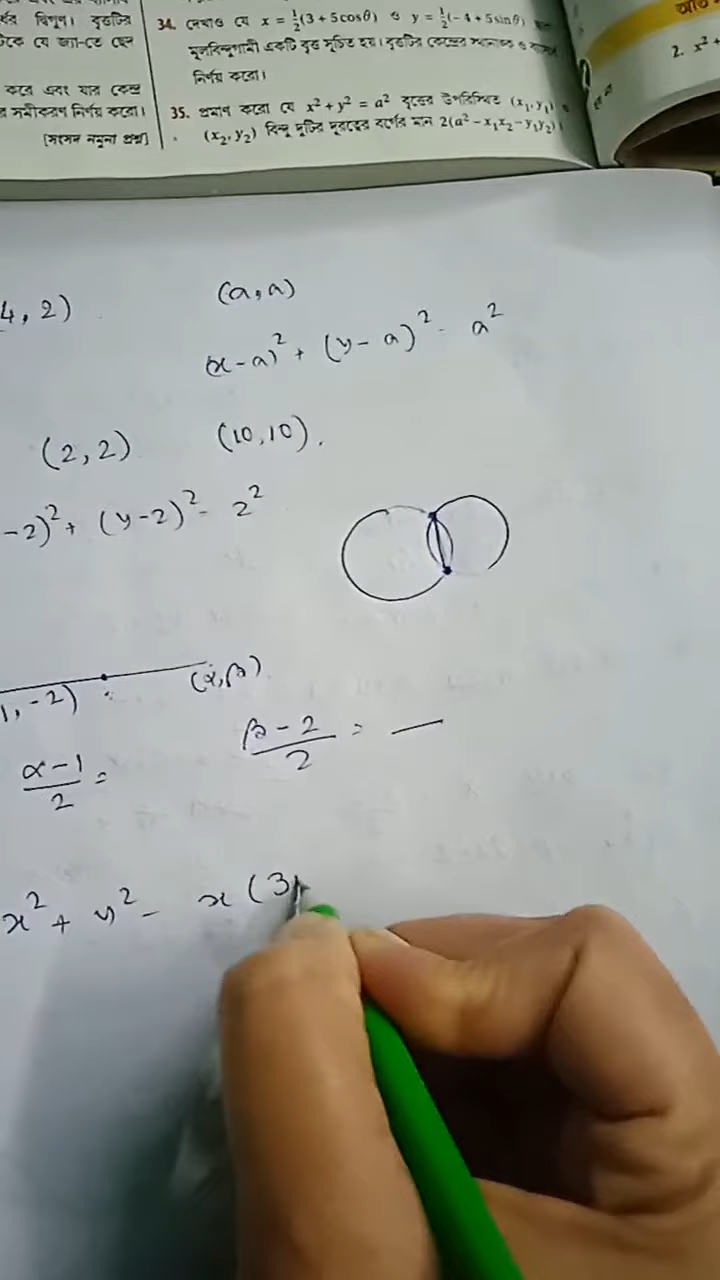 কে যে জ্যা-তে ছেদ
করে এবং যার কেন্দ্র
র সমীকরণ নির্ণয় করো।
[সংসদ নমুনা প্রশ্ন]
34. দেখাও যে x = ½(3 + 5cosθ) ও y = ½(−4 + 5sinθ)
মূলবিন্দুগামী একটি বৃত্ত সূচিত হয়। বৃত্তটির কেন্দ্রের স্থানাঙ্ক ও
নির্ণয় করো।
35. প্রমাণ করো যে x² + y² = a² বৃত্তের উপরিস্থিত (x₁, y₁) ও
(x₂, y₂) বিন্দু দুটির দূরত্বের বর্গের মান 2(a² − x₁x₂ − y₁y₂)।
2. x² +
4, 2)
(a, a)
(x − a)² + (y − a)² = a²
(2, 2)
(10, 10).
−2)² + (y − 2)² = 2²
1, −2)
(α, β)
(α − 1)/2 =
(β − 2)/2 = —
x² + y² − x (3